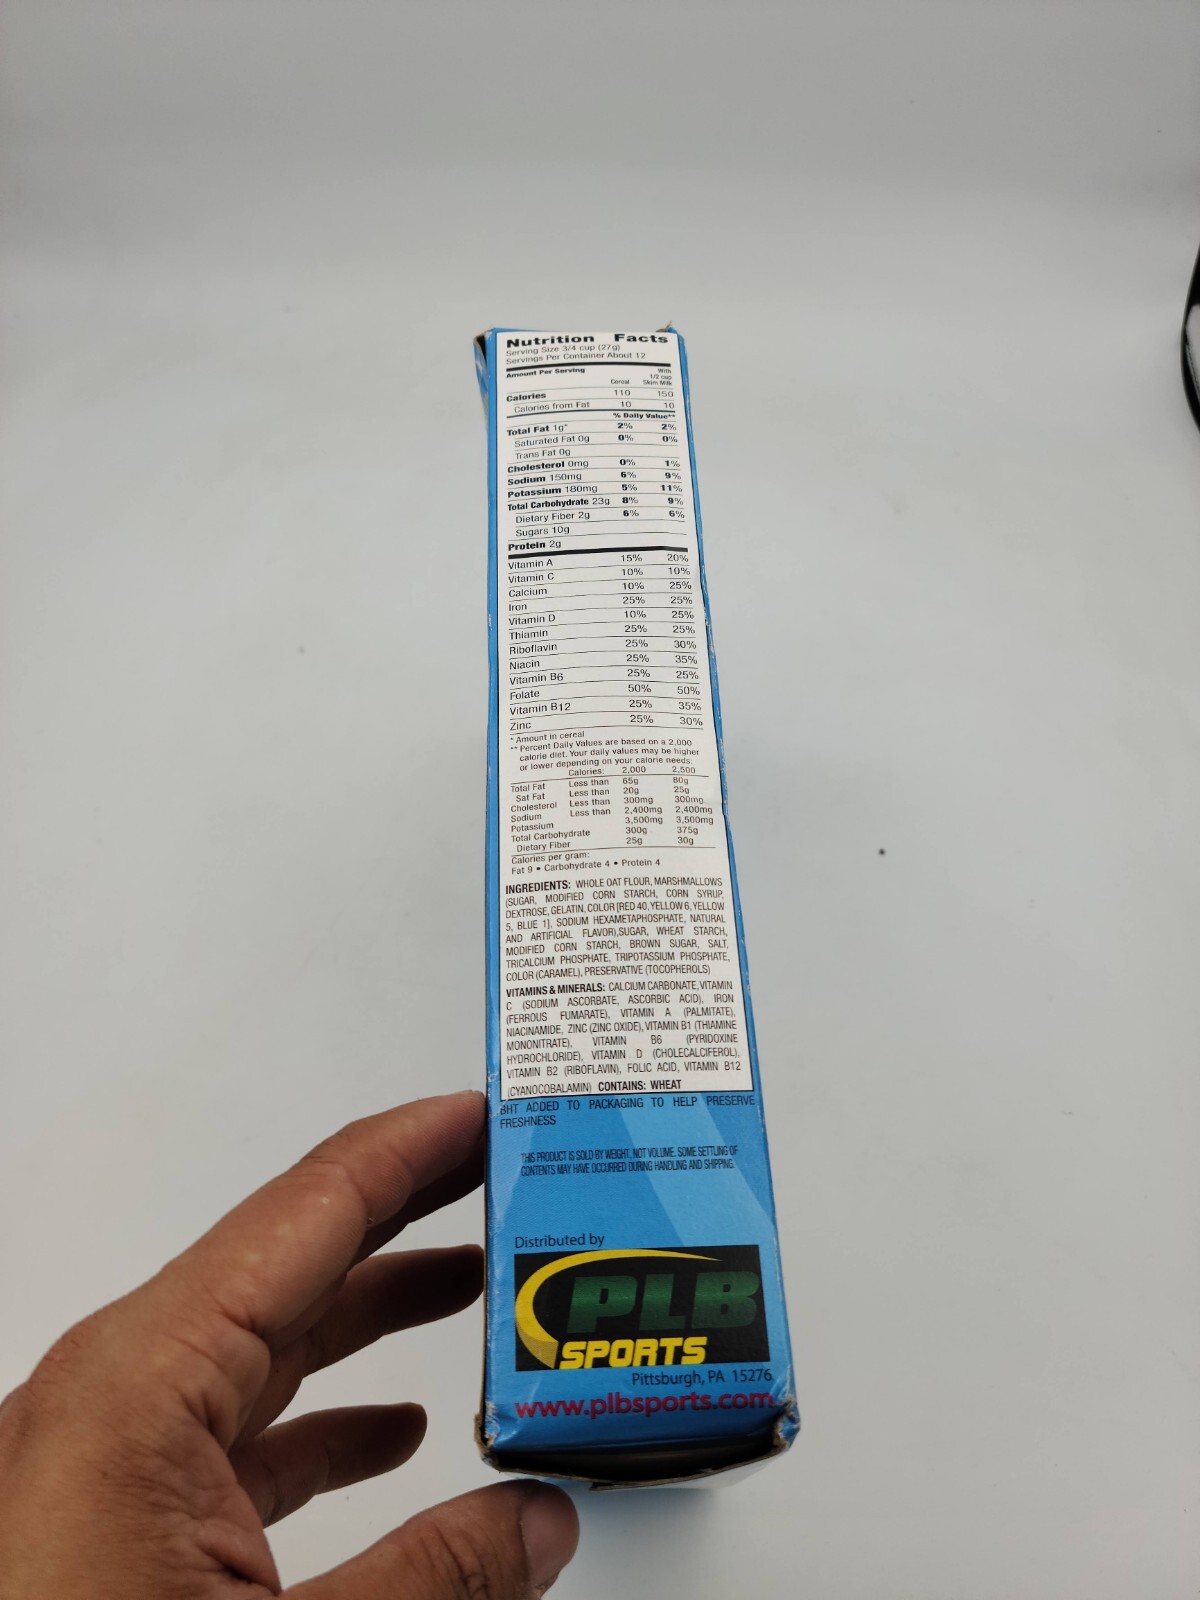 Nutrition Facts
Serving Size 3/4 cup (27g)
Servings Per Container About 12
Amount Per Serving
With
1/2 cup
Cereal Skim Milk
Calories 110 150
Calories from Fat 10 10
% Daily Value**
Total Fat 1g* 2% 2%
Saturated Fat 0g 0% 0%
Trans Fat 0g
Cholesterol 0mg 0% 1%
Sodium 150mg 6% 9%
Potassium 180mg 5% 11%
Total Carbohydrate 23g 8% 9%
Dietary Fiber 2g 6% 6%
Sugars 10g
Protein 2g
Vitamin A 15% 20%
Vitamin C 10% 10%
Calcium 10% 25%
Iron 25% 25%
Vitamin D 10% 25%
Thiamin 25% 25%
Riboflavin 25% 30%
Niacin 25% 35%
Vitamin B6 25% 25%
Folate 50% 50%
Vitamin B12 25% 35%
Zinc 25% 30%
* Amount in cereal
** Percent Daily Values are based on a 2,000
calorie diet. Your daily values may be higher
or lower depending on your calorie needs:
Calories: 2,000 2,500
Total Fat Less than 65g 80g
Sat Fat Less than 20g 25g
Cholesterol Less than 300mg 300mg
Sodium Less than 2,400mg 2,400mg
Potassium 3,500mg 3,500mg
Total Carbohydrate 300g 375g
Dietary Fiber 25g 30g
Calories per gram:
Fat 9 • Carbohydrate 4 • Protein 4
INGREDIENTS: WHOLE OAT FLOUR, MARSHMALLOWS
(SUGAR, MODIFIED CORN STARCH, CORN SYRUP,
DEXTROSE, GELATIN, COLOR [RED 40, YELLOW 6, YELLOW
5, BLUE 1], SODIUM HEXAMETAPHOSPHATE, NATURAL
AND ARTIFICIAL FLAVOR),SUGAR, WHEAT STARCH,
MODIFIED CORN STARCH, BROWN SUGAR, SALT,
TRICALCIUM PHOSPHATE, TRIPOTASSIUM PHOSPHATE,
COLOR (CARAMEL), PRESERVATIVE (TOCOPHEROLS)
VITAMINS & MINERALS: CALCIUM CARBONATE, VITAMIN
C (SODIUM ASCORBATE, ASCORBIC ACID), IRON
(FERROUS FUMARATE), VITAMIN A (PALMITATE),
NIACINAMIDE, ZINC (ZINC OXIDE), VITAMIN B1 (THIAMINE
MONONITRATE), VITAMIN B6 (PYRIDOXINE
HYDROCHLORIDE), VITAMIN D (CHOLECALCIFEROL),
VITAMIN B2 (RIBOFLAVIN), FOLIC ACID, VITAMIN B12
(CYANOCOBALAMIN) CONTAINS: WHEAT
BHT ADDED TO PACKAGING TO HELP PRESERVE
FRESHNESS
THIS PRODUCT IS SOLD BY WEIGHT, NOT VOLUME. SOME SETTLING OF
CONTENTS MAY HAVE OCCURRED DURING HANDLING AND SHIPPING.
Distributed by
PLB
SPORTS
Pittsburgh, PA 15276
www.plbsports.com